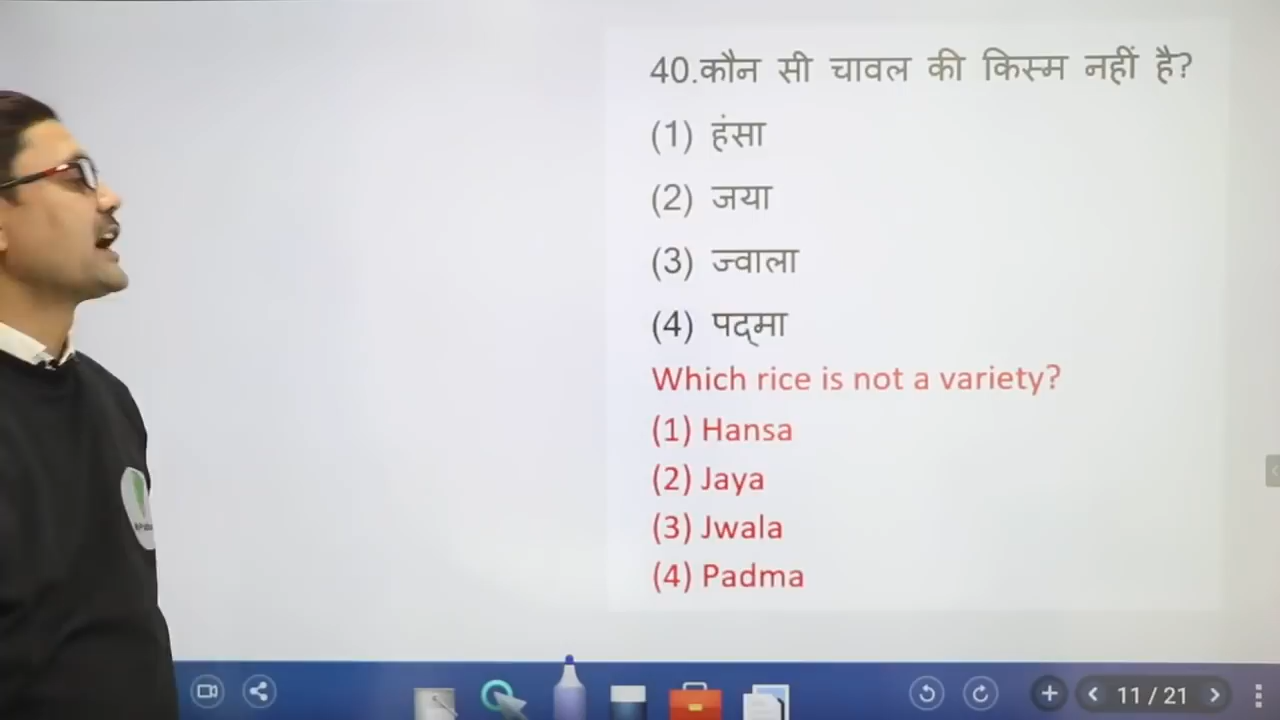 40.कौन सी चावल की किस्म नहीं है?
(1) हंसा
(2) जया
(3) ज्वाला
(4) पद्‌मा
Which rice is not a variety?
(1) Hansa
(2) Jaya
(3) Jwala
(4) Padma
11 / 21